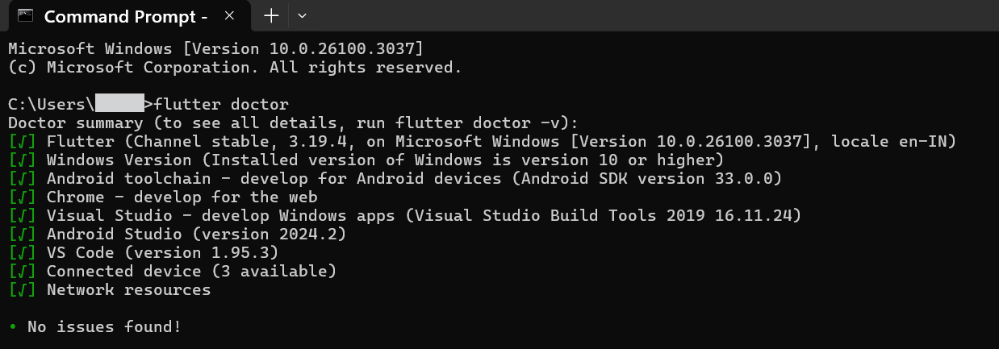 Command Prompt -
Microsoft Windows [Version 10.0.26100.3037]
(c) Microsoft Corporation. All rights reserved.
C:\Users\>flutter doctor
Doctor summary (to see all details, run flutter doctor -v):
[√] Flutter (Channel stable, 3.19.4, on Microsoft Windows [Version 10.0.26100.3037], locale en-IN)
[√] Windows Version (Installed version of Windows is version 10 or higher)
[√] Android toolchain - develop for Android devices (Android SDK version 33.0.0)
[√] Chrome - develop for the web
[√] Visual Studio - develop Windows apps (Visual Studio Build Tools 2019 16.11.24)
[√] Android Studio (version 2024.2)
[√] VS Code (version 1.95.3)
[√] Connected device (3 available)
[√] Network resources
• No issues found!